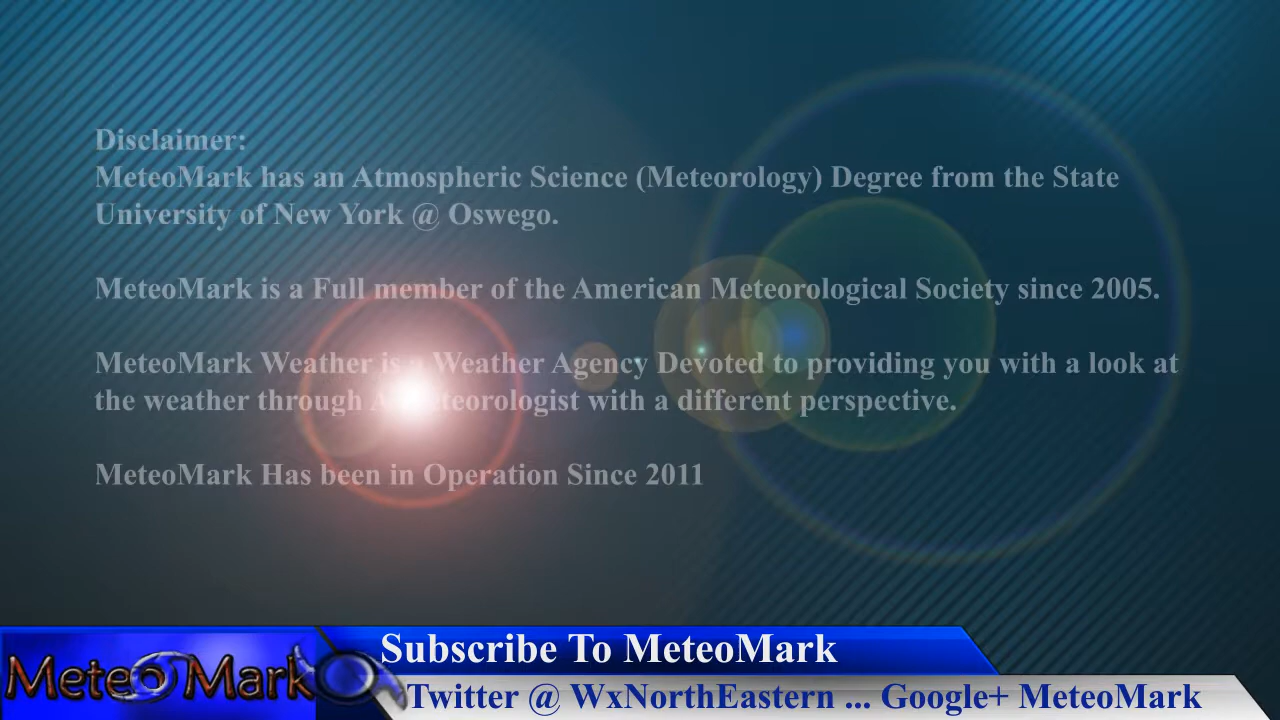 Disclaimer:
MeteoMark has an Atmospheric Science (Meteorology) Degree from the State
University of New York @ Oswego.
MeteoMark is a Full member of the American Meteorological Society since 2005.
MeteoMark Weather is a Weather Agency Devoted to providing you with a look at
the weather through with a different perspective.
MeteoMark Has been in Operation Since 2011
Subscribe To MeteoMark
MeteoMark
Twitter @ WxNorthEastern ... Google+ MeteoMark